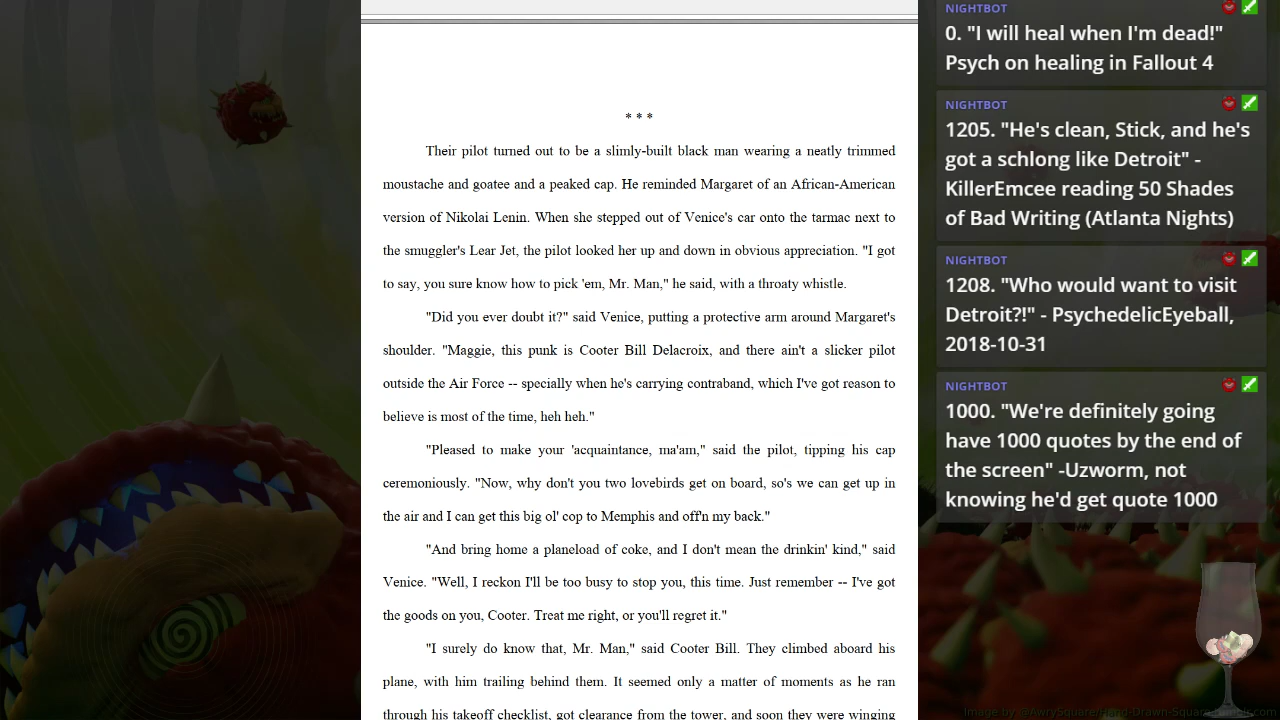 * * *
Their pilot turned out to be a slimly-built black man wearing a neatly trimmed
moustache and goatee and a peaked cap. He reminded Margaret of an African-American
version of Nikolai Lenin. When she stepped out of Venice's car onto the tarmac next to
the smuggler's Lear Jet, the pilot looked her up and down in obvious appreciation. "I got
to say, you sure know how to pick 'em, Mr. Man," he said, with a throaty whistle.
"Did you ever doubt it?" said Venice, putting a protective arm around Margaret's
shoulder. "Maggie, this punk is Cooter Bill Delacroix, and there ain't a slicker pilot
outside the Air Force -- specially when he's carrying contraband, which I've got reason to
believe is most of the time, heh heh."
"Pleased to make your 'acquaintance, ma'am," said the pilot, tipping his cap
ceremoniously. "Now, why don't you two lovebirds get on board, so's we can get up in
the air and I can get this big ol' cop to Memphis and off'n my back."
"And bring home a planeload of coke, and I don't mean the drinkin' kind," said
Venice. "Well, I reckon I'll be too busy to stop you, this time. Just remember -- I've got
the goods on you, Cooter. Treat me right, or you'll regret it."
"I surely do know that, Mr. Man," said Cooter Bill. They climbed aboard his
plane, with him trailing behind them. It seemed only a matter of moments as he ran
through his takeoff checklist, got clearance from the tower, and soon they were winging
NIGHTBOT
0. "I will heal when I'm dead!"
Psych on healing in Fallout 4
NIGHTBOT
1205. "He's clean, Stick, and he's
got a schlong like Detroit" -
KillerEmcee reading 50 Shades
of Bad Writing (Atlanta Nights)
NIGHTBOT
1208. "Who would want to visit
Detroit?!" - PsychedelicEyeball,
2018-10-31
NIGHTBOT
1000. "We're definitely going
have 1000 quotes by the end of
the screen" -Uzworm, not
knowing he'd get quote 1000